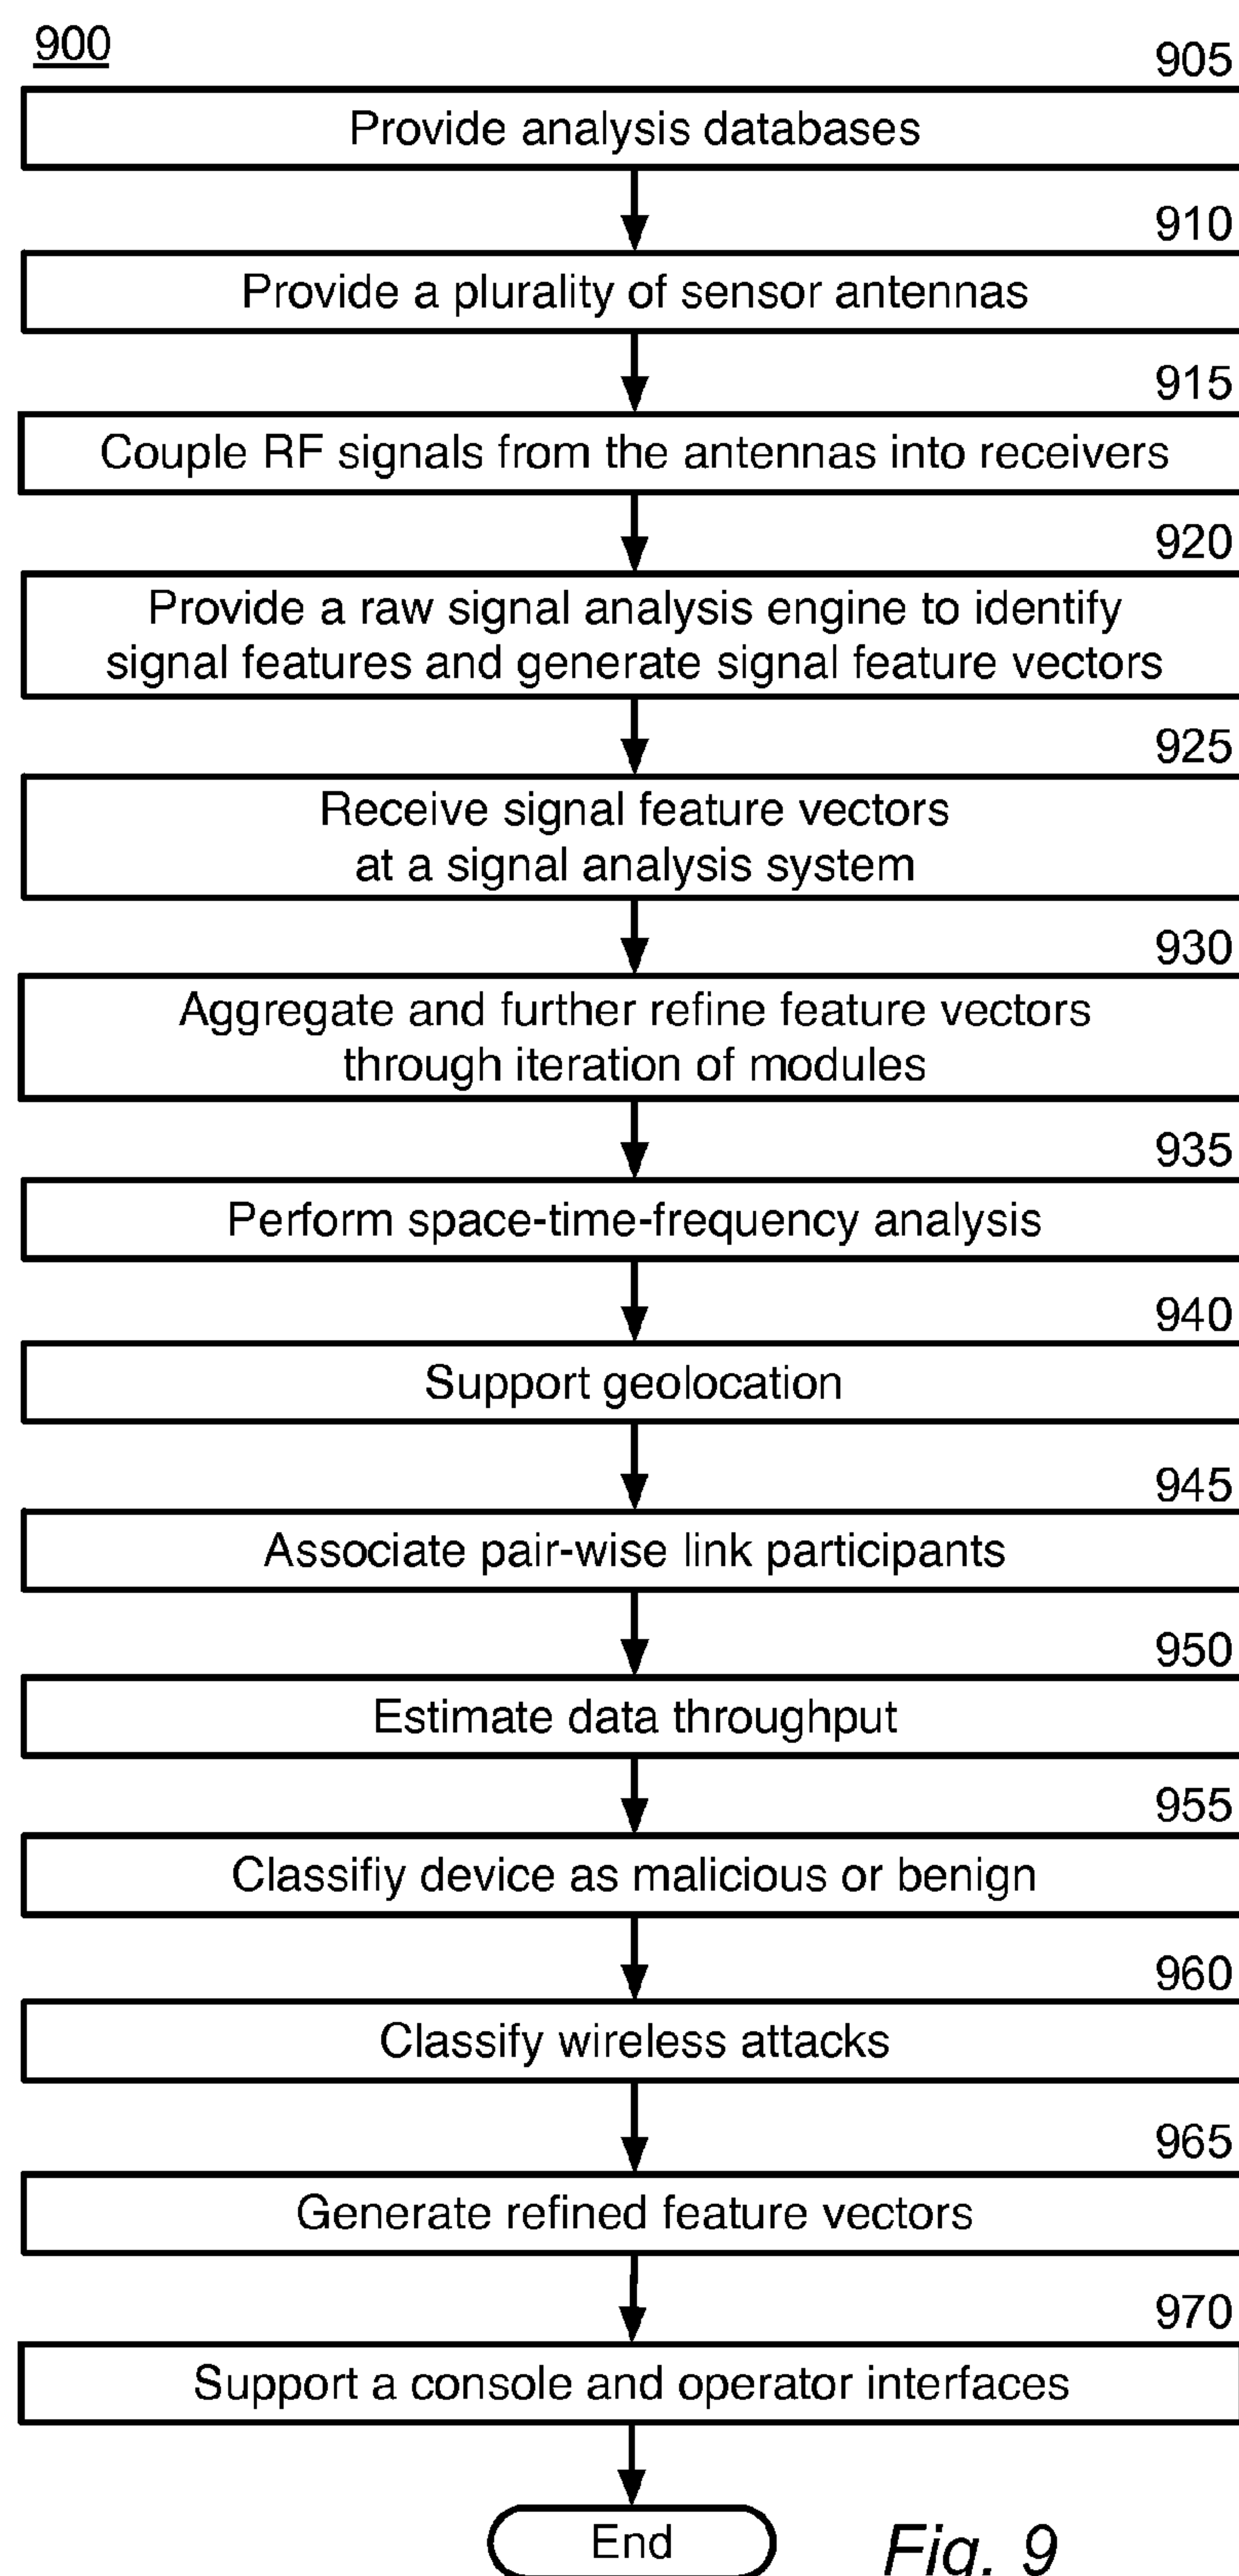 900
905
Provide analysis databases
910
Provide a plurality of sensor antennas
915
Couple RF signals from the antennas into receivers
920
Provide a raw signal analysis engine to identify
signal features and generate signal feature vectors
925
Receive signal feature vectors
at a signal analysis system
930
Aggregate and further refine feature vectors
through iteration of modules
935
Perform space-time-frequency analysis
940
Support geolocation
945
Associate pair-wise link participants
950
Estimate data throughput
955
Classifiy device as malicious or benign
960
Classify wireless attacks
965
Generate refined feature vectors
970
Support a console and operator interfaces
End
Fig. 9